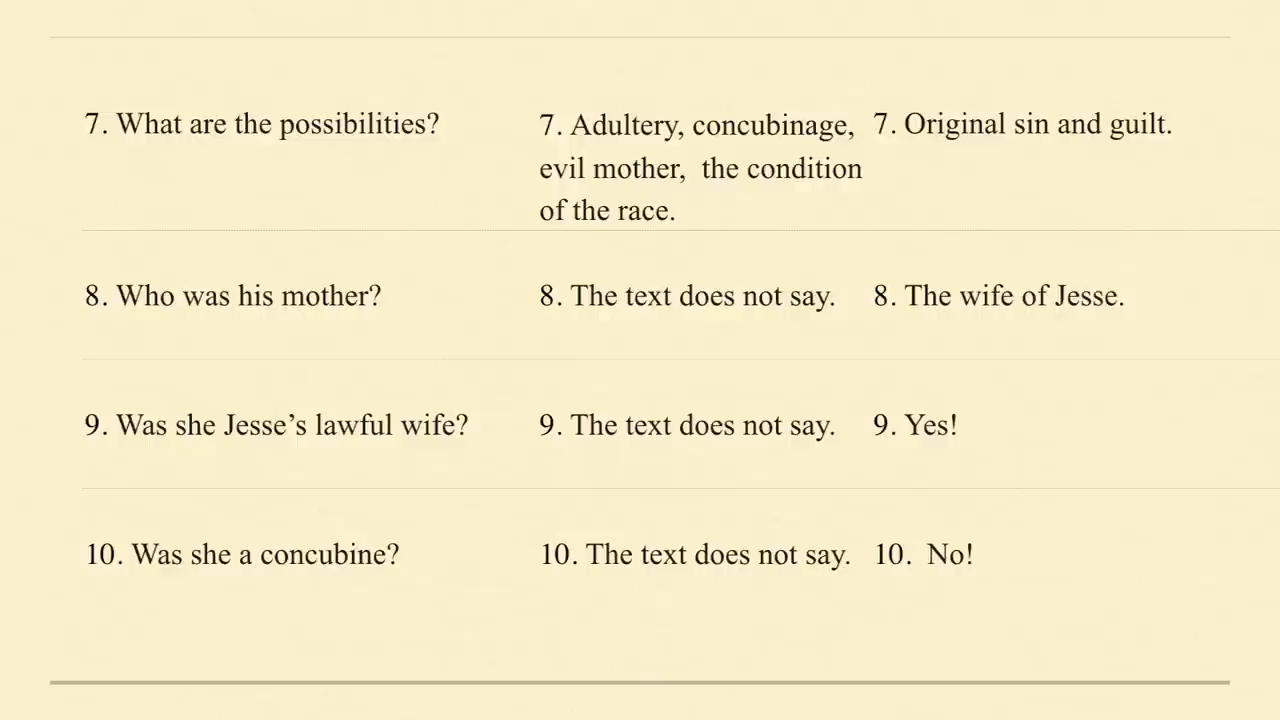 7. What are the possibilities?
7. Adultery, concubinage,
evil mother,  the condition
of the race.
7. Original sin and guilt.
8. Who was his mother?
8. The text does not say.
8. The wife of Jesse.
9. Was she Jesse’s lawful wife?
9. The text does not say.
9. Yes!
10. Was she a concubine?
10. The text does not say.
10.  No!